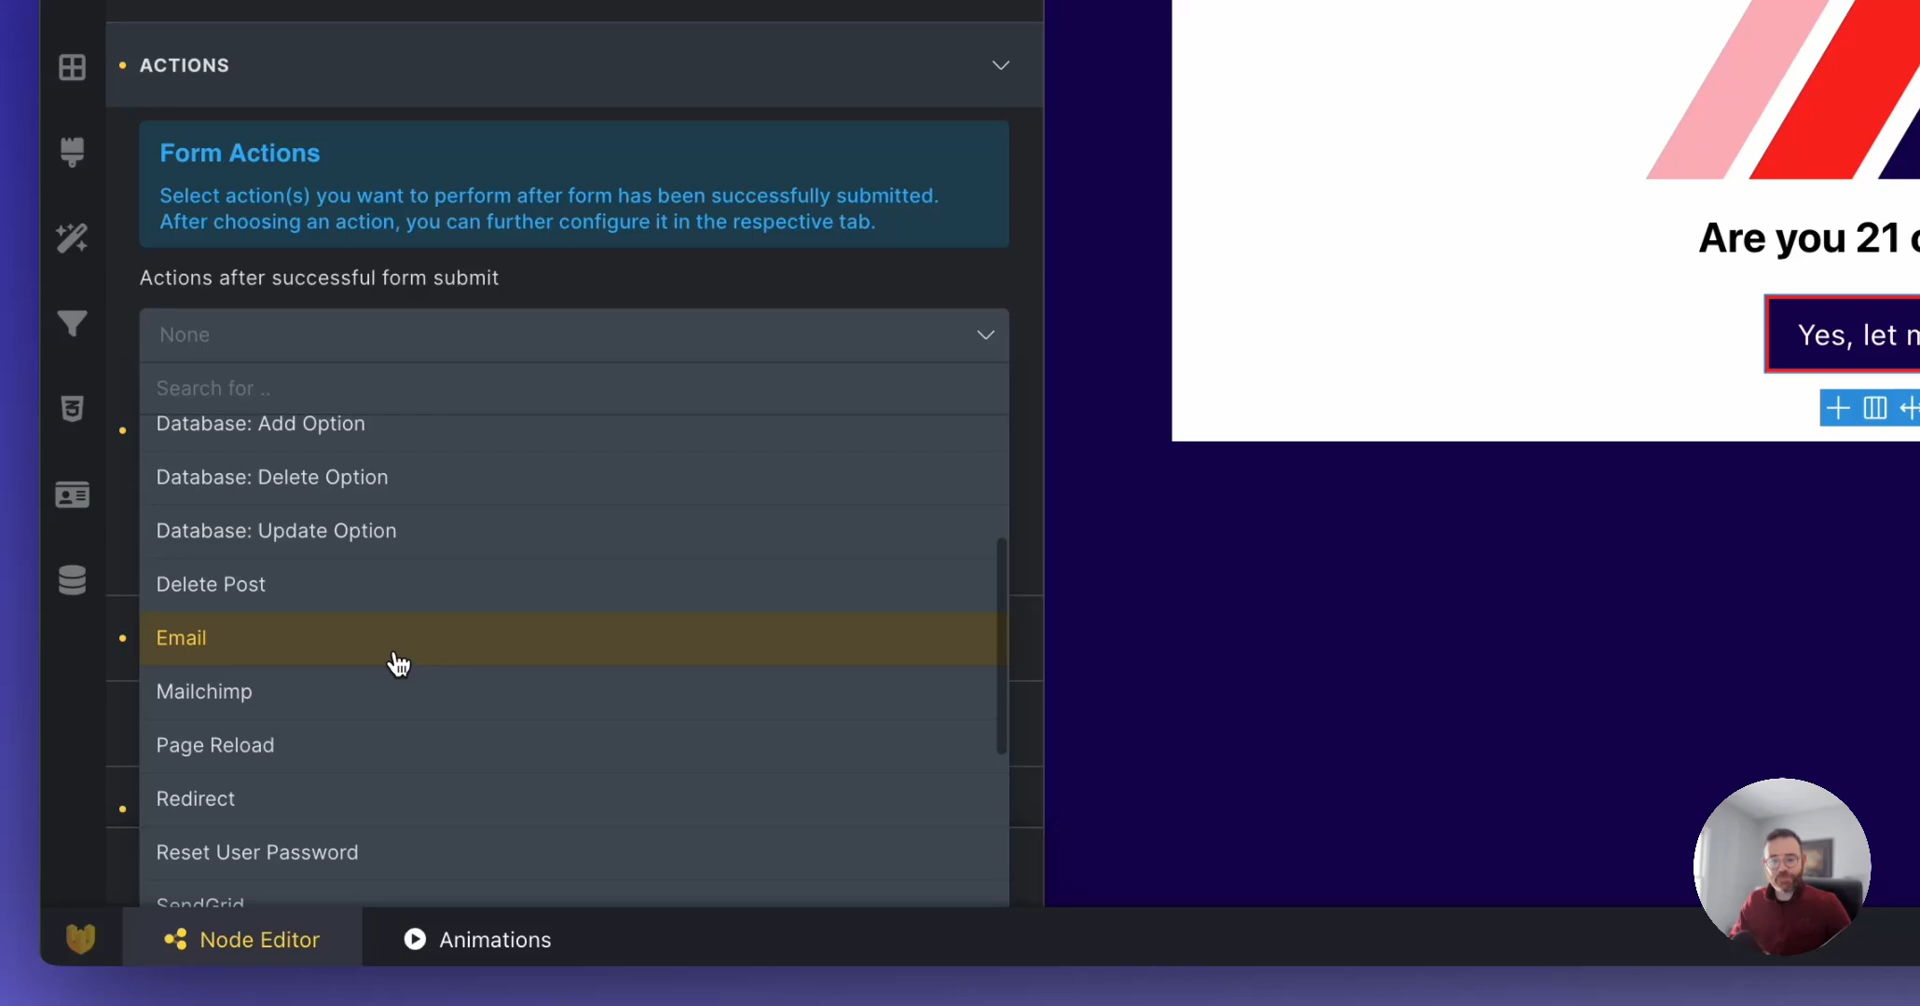 ACTIONS
Form Actions
Select action(s) you want to perform after form has been successfully submitted.
After choosing an action, you can further configure it in the respective tab.
Actions after successful form submit
None
Search for ..
Database: Add Option
Database: Delete Option
Database: Update Option
Delete Post
Email
Mailchimp
Page Reload
Redirect
Reset User Password
SendGrid
Node Editor
Animations
Are you 21
Yes, let